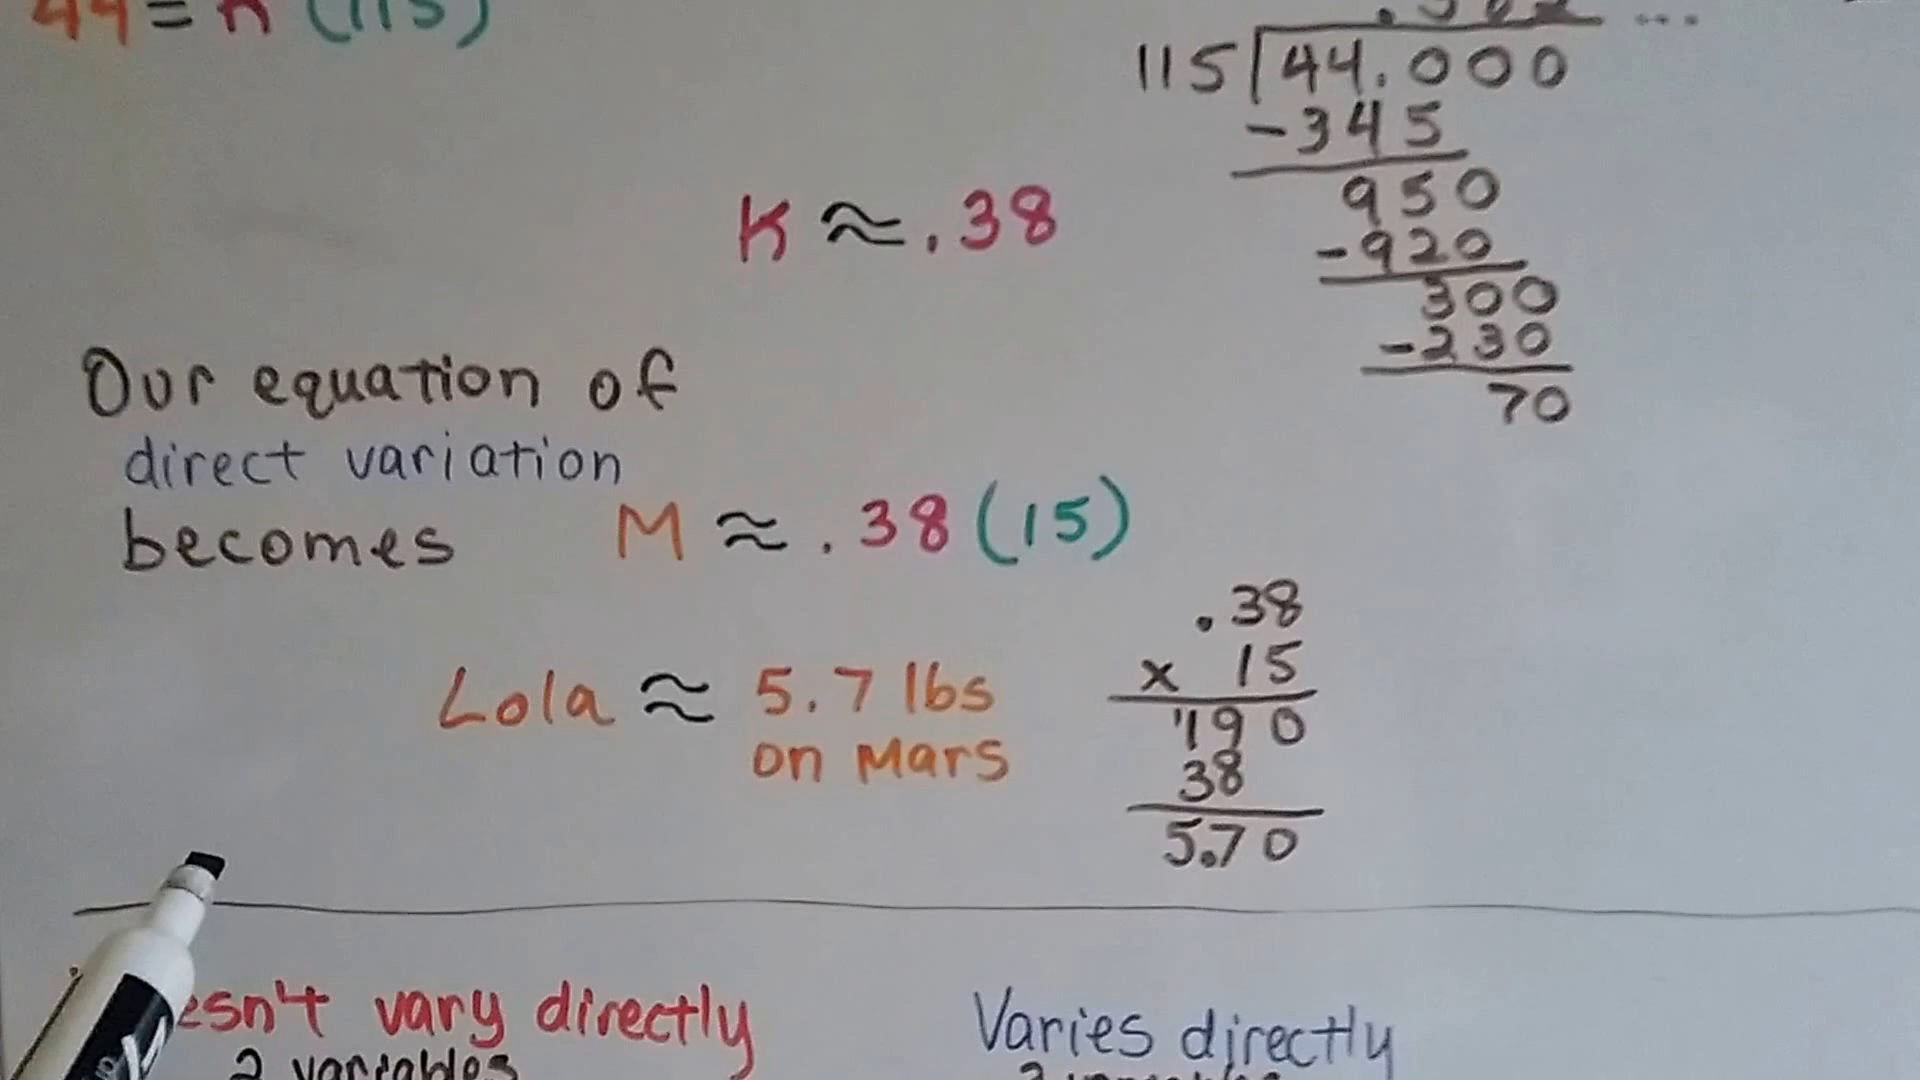 44 = K (115)
.382 ...
115 44.000
-345
950
-920
300
-230
70
K ≈ .38
Our equation of
direct variation
becomes M ≈ .38 (15)
.38
x 15
190
38
5.70
Lola ≈ 5.7 lbs
on Mars
esn't vary directly
2 variables
Varies directly